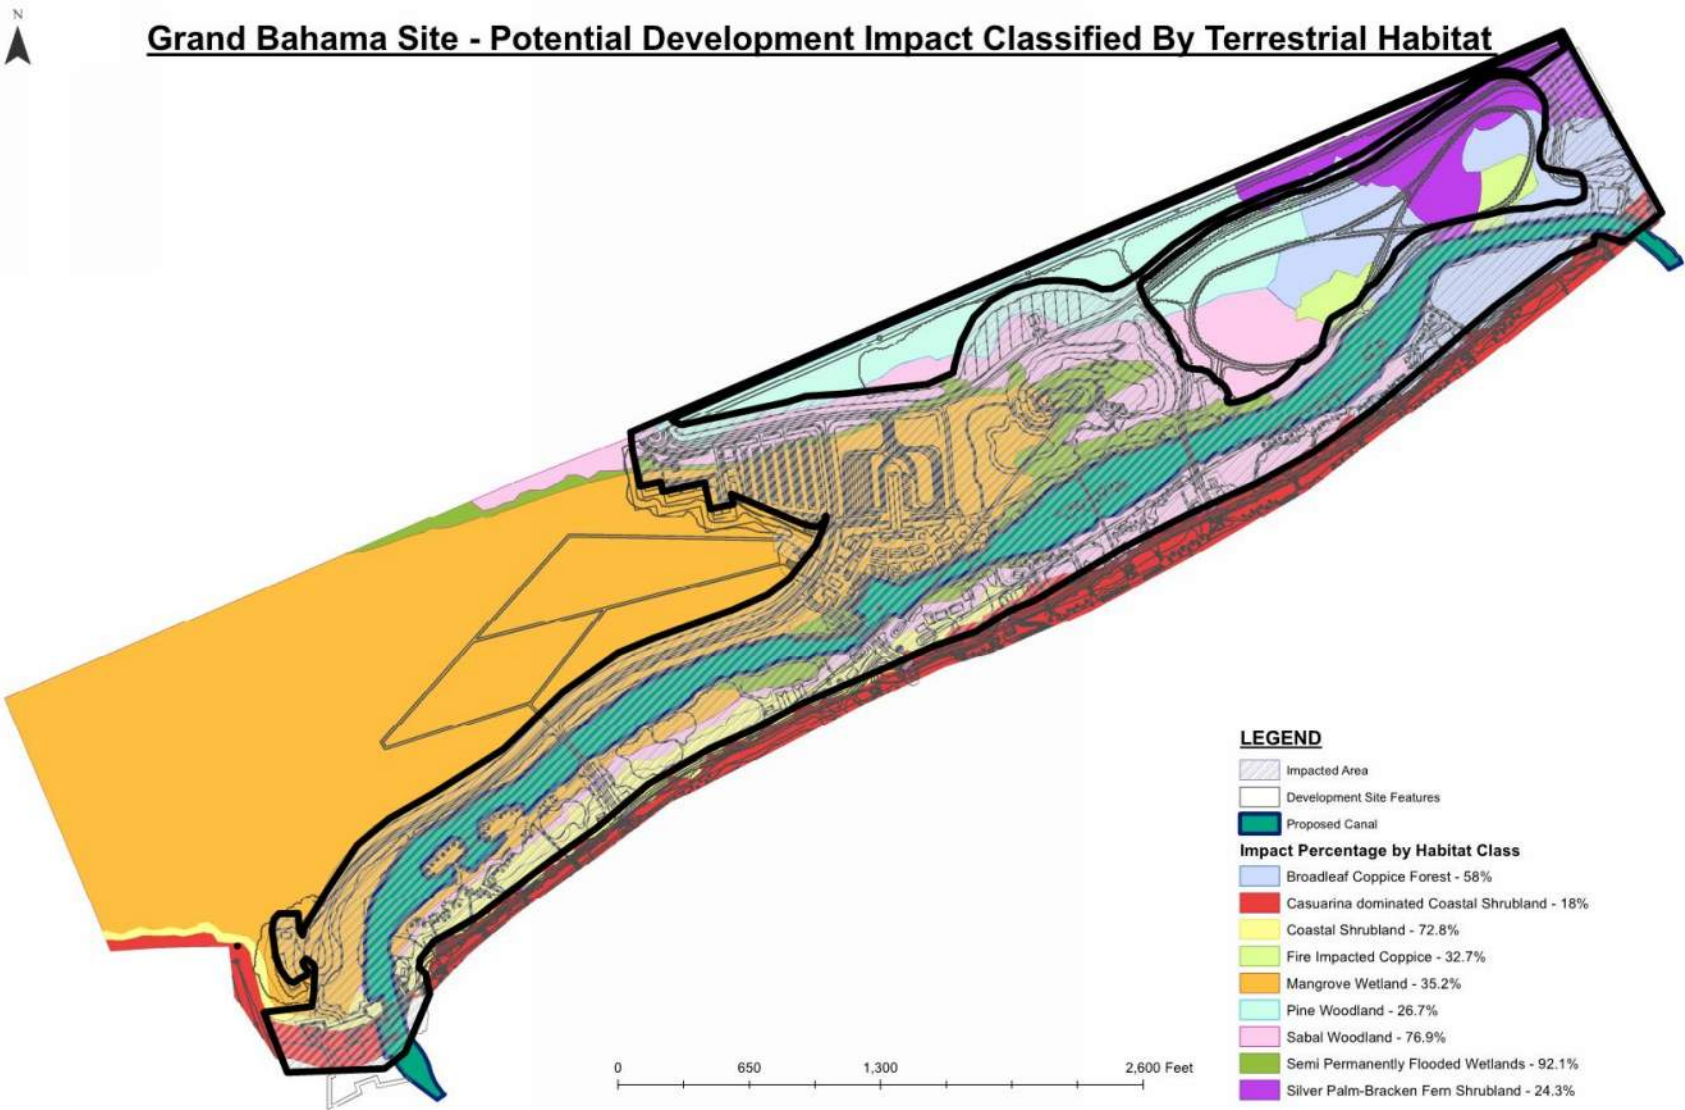 N
Grand Bahama Site - Potential Development Impact Classified By Terrestrial Habitat
LEGEND
Impacted Area
Development Site Features
Proposed Canal
Impact Percentage by Habitat Class
Broadleaf Coppice Forest - 58%
Casuarina dominated Coastal Shrubland - 18%
Coastal Shrubland - 72.8%
Fire Impacted Coppice - 32.7%
Mangrove Wetland - 35.2%
Pine Woodland - 26.7%
Sabal Woodland - 76.9%
Semi Permanently Flooded Wetlands - 92.1%
Silver Palm-Bracken Fern Shrubland - 24.3%
0 650 1,300 2,600 Feet